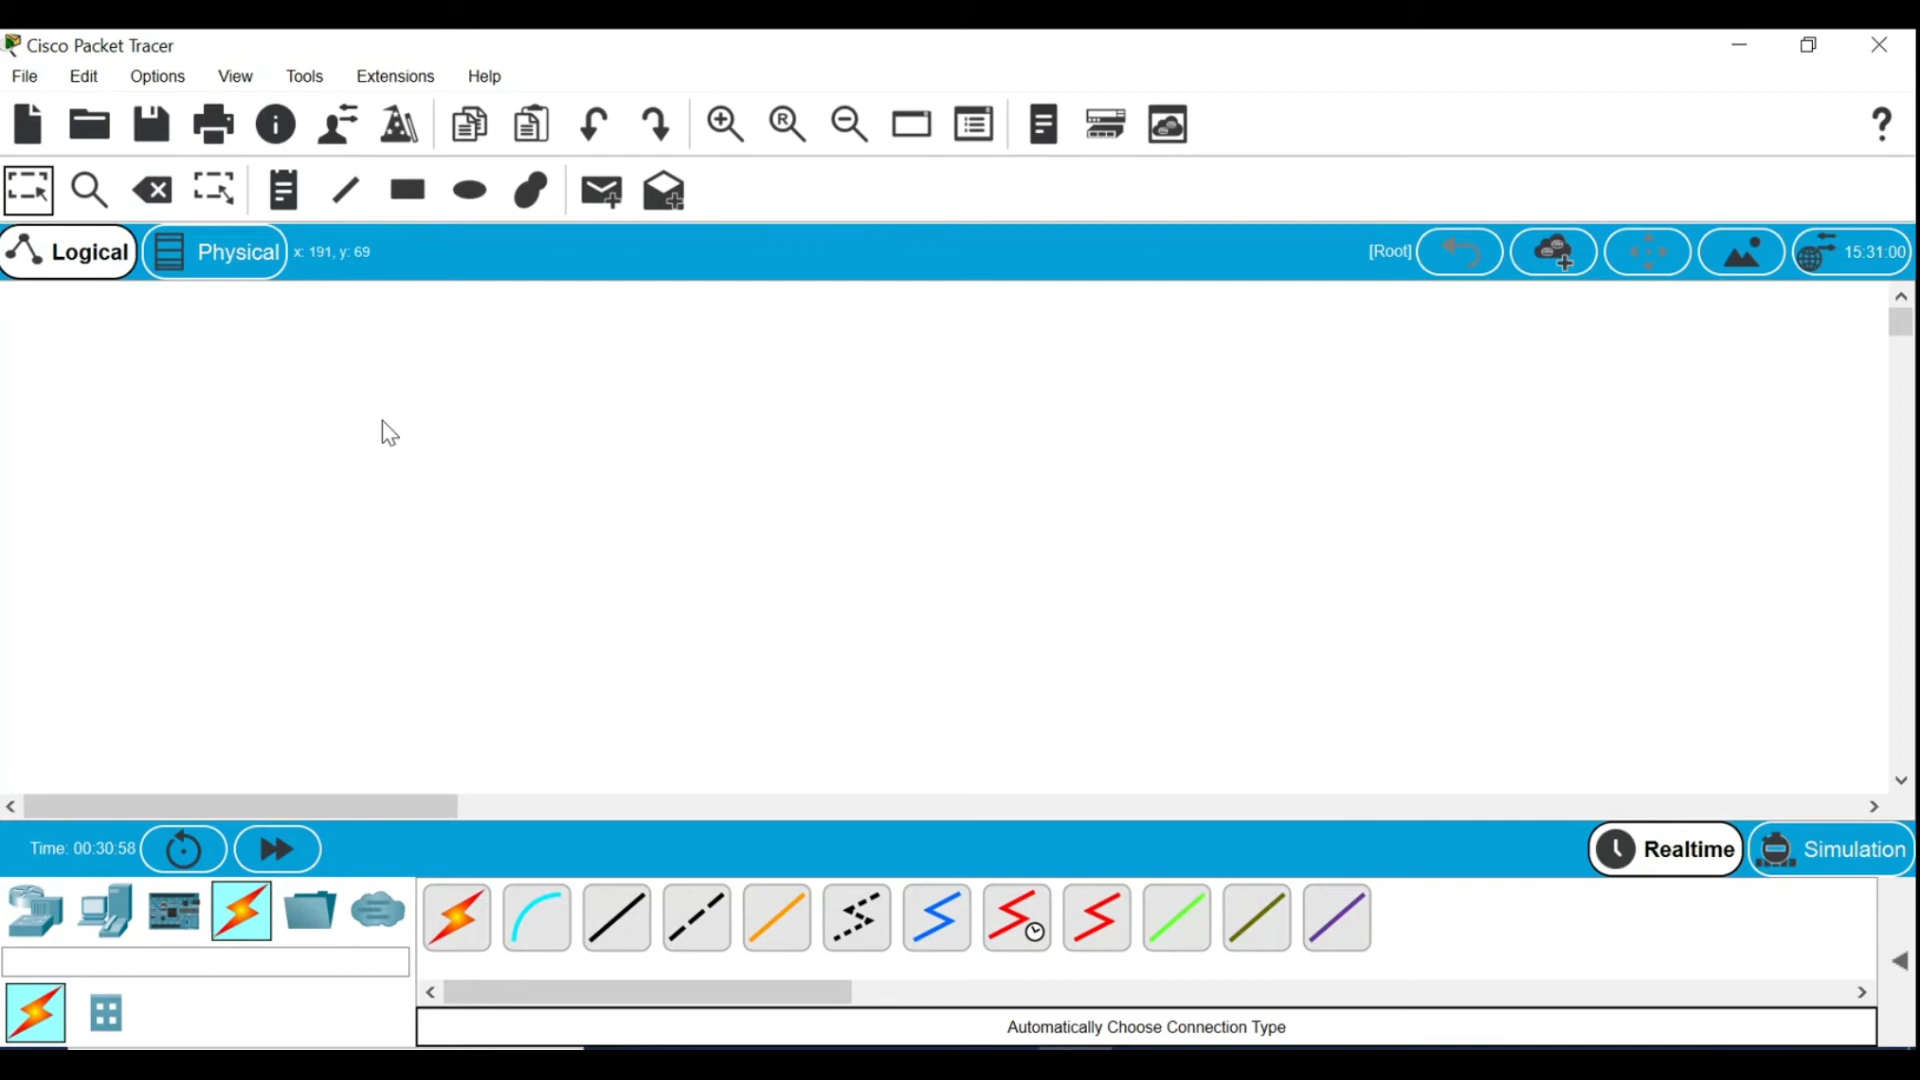 Cisco Packet Tracer
File Edit Options View Tools Extensions Help
Logical Physical x: 191, y: 69 [Root] 15:31:00
Time: 00:30:58 Realtime Simulation
Automatically Choose Connection Type